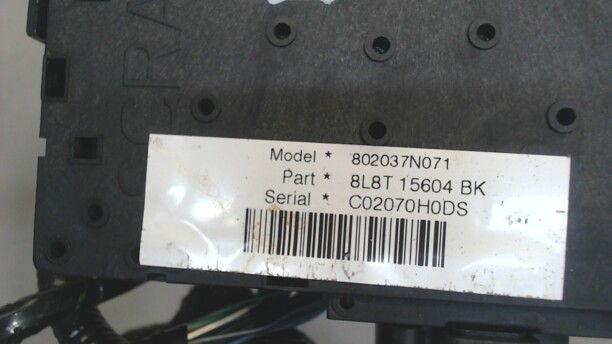 Model * 802037N071
Part * 8L8T 15604 BK
Serial * C02070H0DS